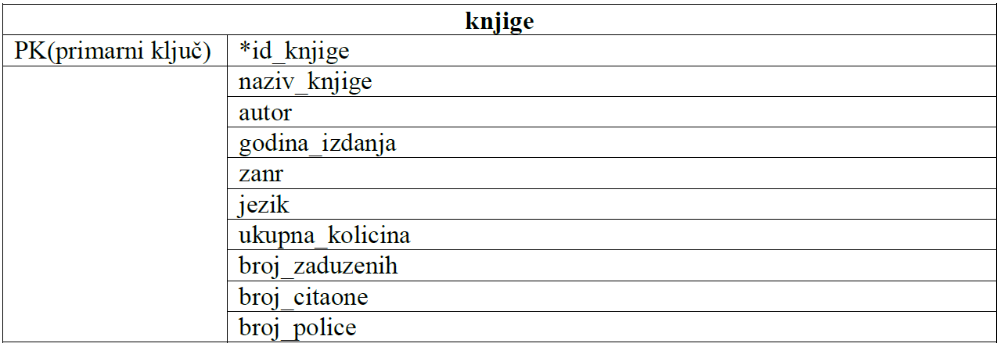 knjige
PK(primarni ključ) *id_knjige
naziv_knjige
autor
godina_izdanja
zanr
jezik
ukupna_kolicina
broj_zaduzenih
broj_citaone
broj_police